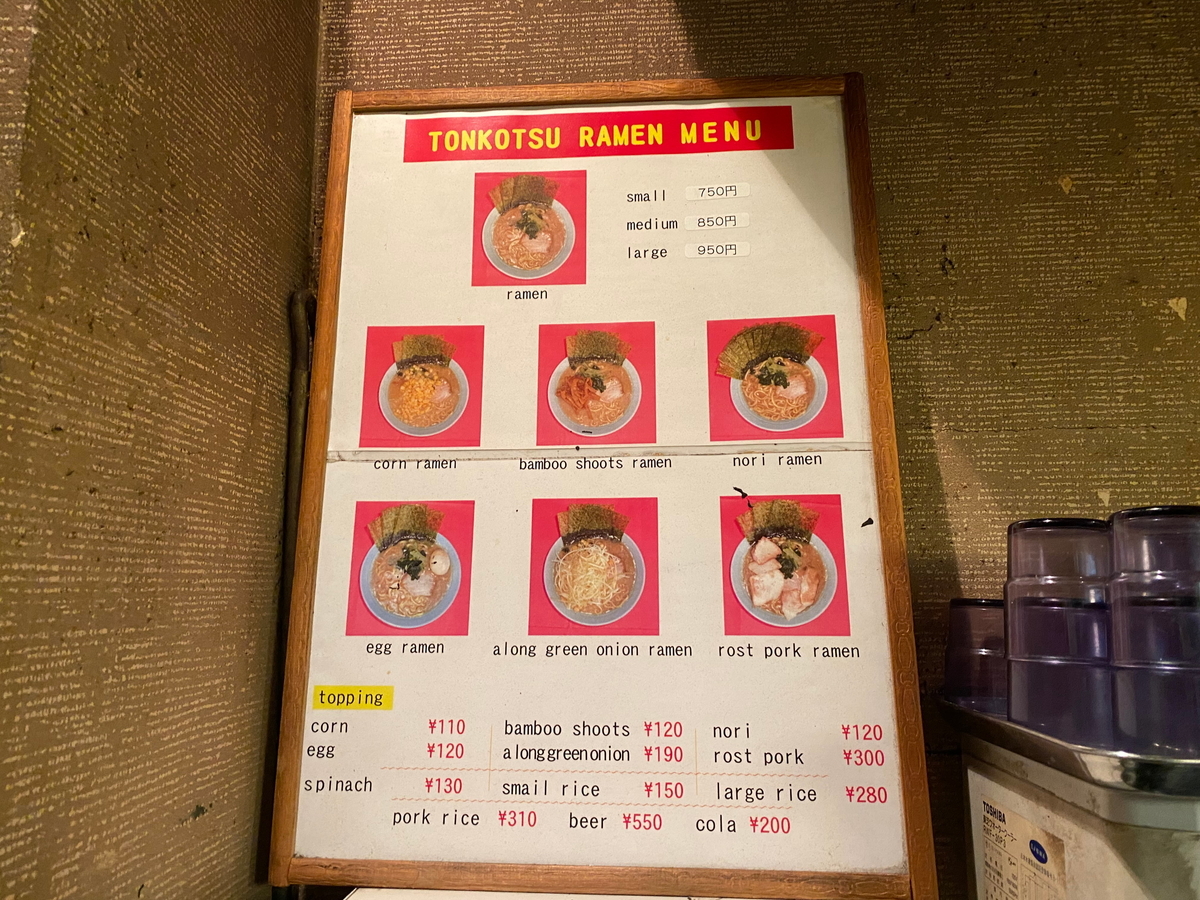 TONKOTSU RAMEN MENU
small 750円
medium 850円
large 950円
ramen
corn ramen bamboo shoots ramen nori ramen
egg ramen along green onion ramen rost pork ramen
topping
corn ¥110 bamboo shoots ¥120 nori ¥120
egg ¥120 along green onion ¥190 rost pork ¥300
spinach ¥130 smail rice ¥150 large rice ¥280
pork rice ¥310 beer ¥550 cola ¥200
TOSHIBA